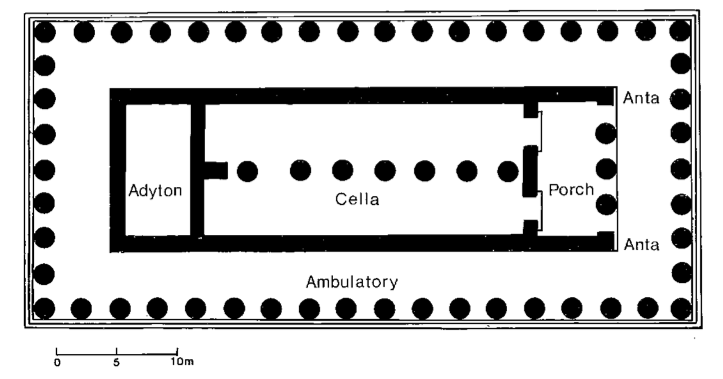 Anta
Adyton
Cella
Porch
Anta
Ambulatory
0 5 10m